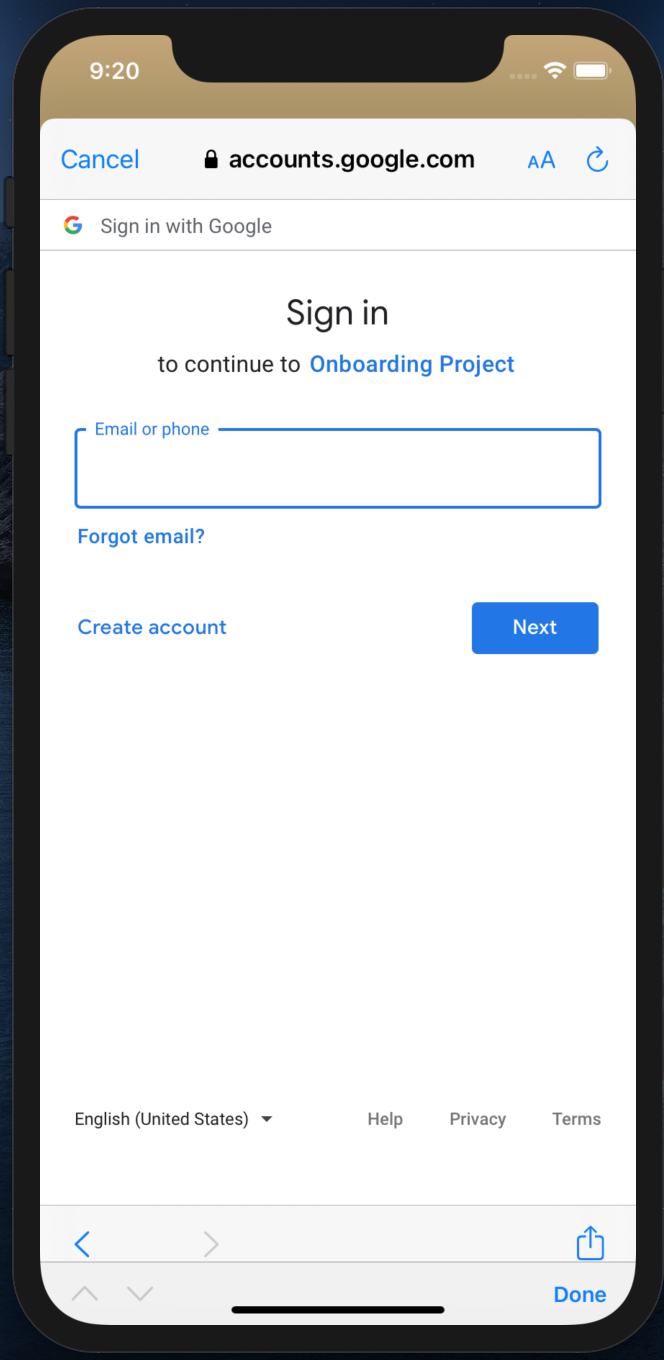 9:20
Cancel accounts.google.com AA
Sign in with Google
Sign in
to continue to Onboarding Project
Email or phone
Forgot email?
Create account Next
English (United States) Help Privacy Terms
Done